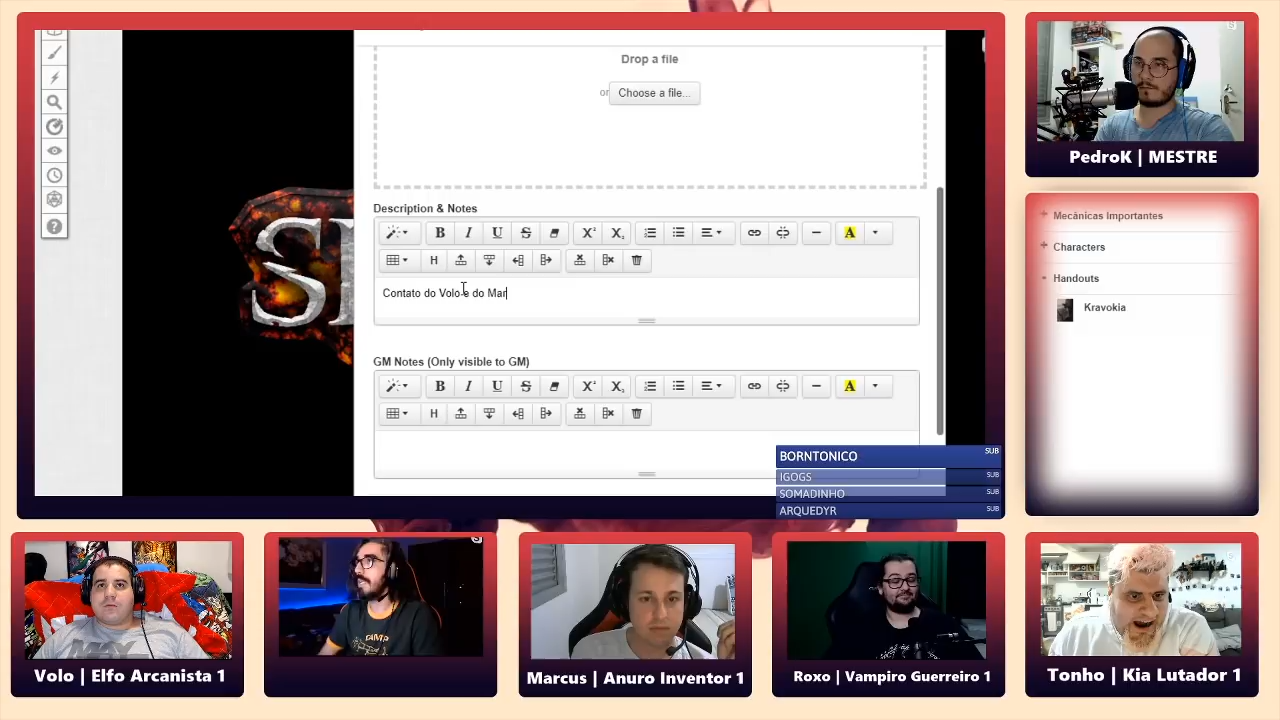 Drop a file
or Choose a file...
Description & Notes
Contato do Volo e do Mar
GM Notes (Only visible to GM)
BORNTONICO SUB
IGOGS SUB
SOMADINHO SUB
ARQUEDYR SUB
PedroK | MESTRE
Mecânicas Importantes
Characters
Handouts
Kravokia
Volo | Elfo Arcanista 1
Marcus | Anuro Inventor 1
Roxo | Vampiro Guerreiro 1
Tonho | Kia Lutador 1